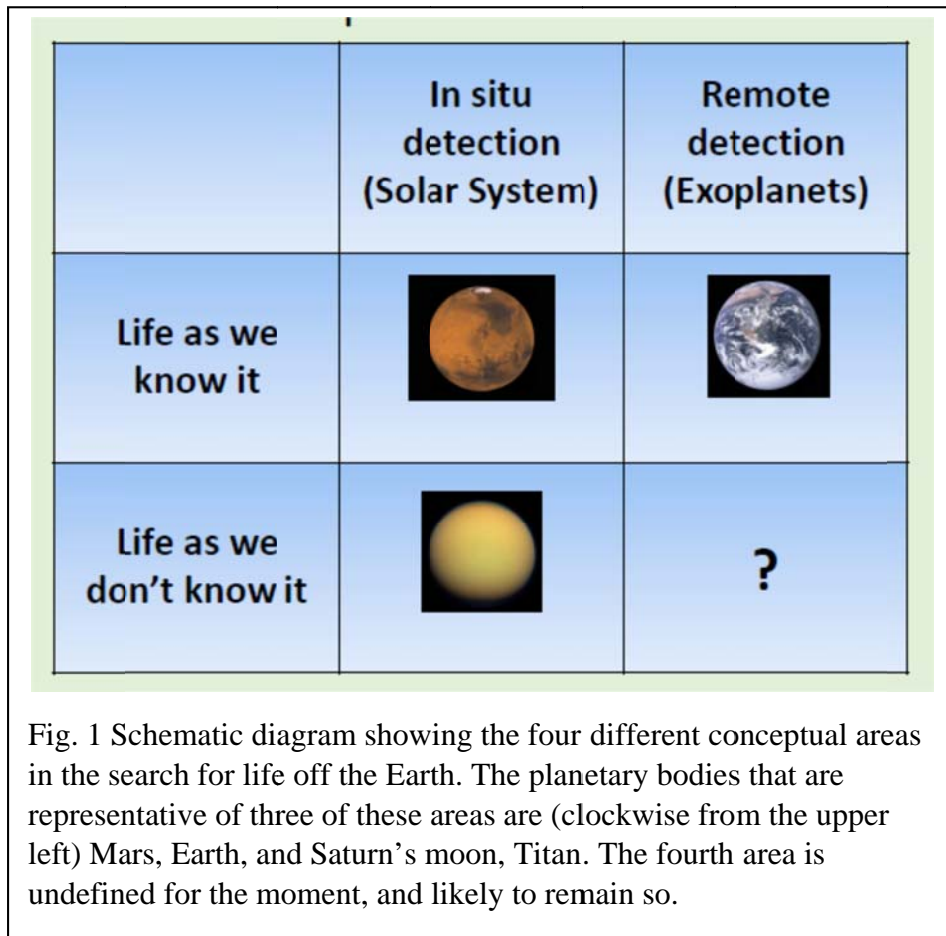 In situ
detection
(Solar System)
Remote
detection
(Exoplanets)
Life as we
know it
Life as we
don't know it
?
Fig. 1 Schematic diagram showing the four different conceptual areas
in the search for life off the Earth. The planetary bodies that are
representative of three of these areas are (clockwise from the upper
left) Mars, Earth, and Saturn's moon, Titan. The fourth area is
undefined for the moment, and likely to remain so.